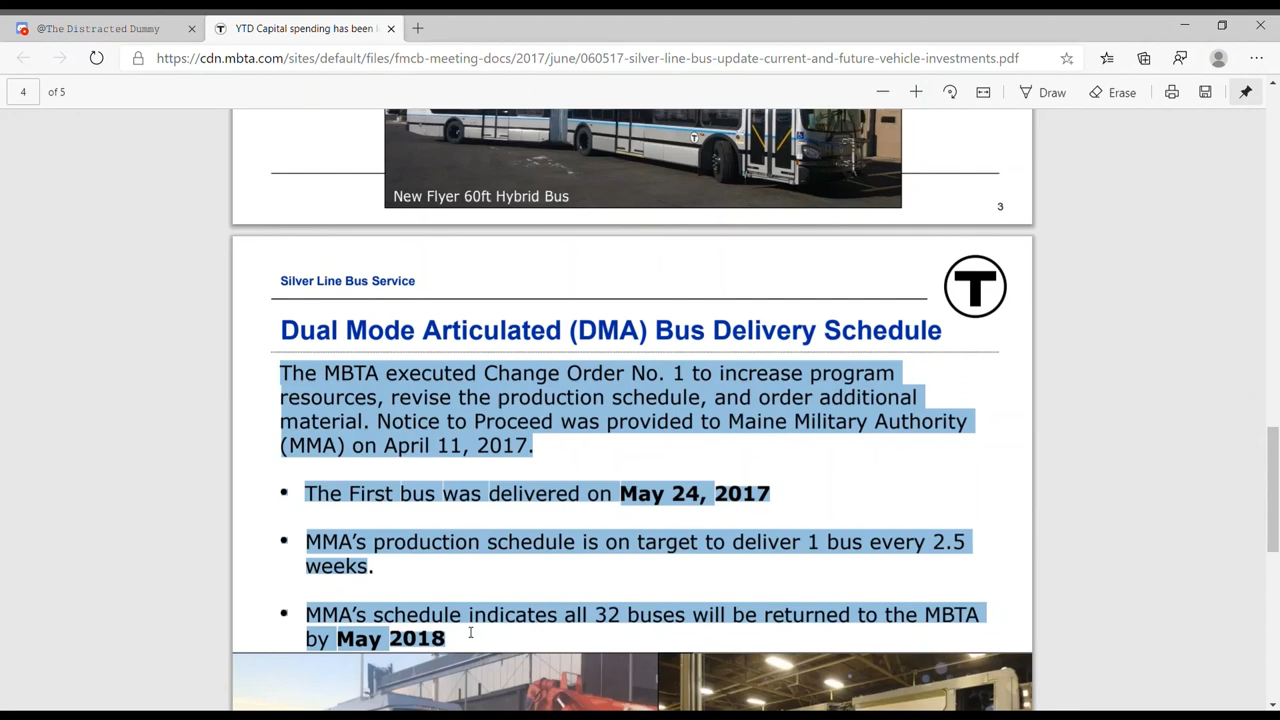 @The Distracted Dummy
YTD Capital spending has been
https://cdn.mbta.com/sites/default/files/fmcb-meeting-docs/2017/june/060517-silver-line-bus-update-current-and-future-vehicle-investments.pdf
4 of 5
Draw
Erase
T
New Flyer 60ft Hybrid Bus
3
Silver Line Bus Service
T
Dual Mode Articulated (DMA) Bus Delivery Schedule
The MBTA executed Change Order No. 1 to increase program
resources, revise the production schedule, and order additional
material. Notice to Proceed was provided to Maine Military Authority
(MMA) on April 11, 2017.
• The First bus was delivered on May 24, 2017
• MMA’s production schedule is on target to deliver 1 bus every 2.5
weeks.
• MMA’s schedule indicates all 32 buses will be returned to the MBTA
by May 2018